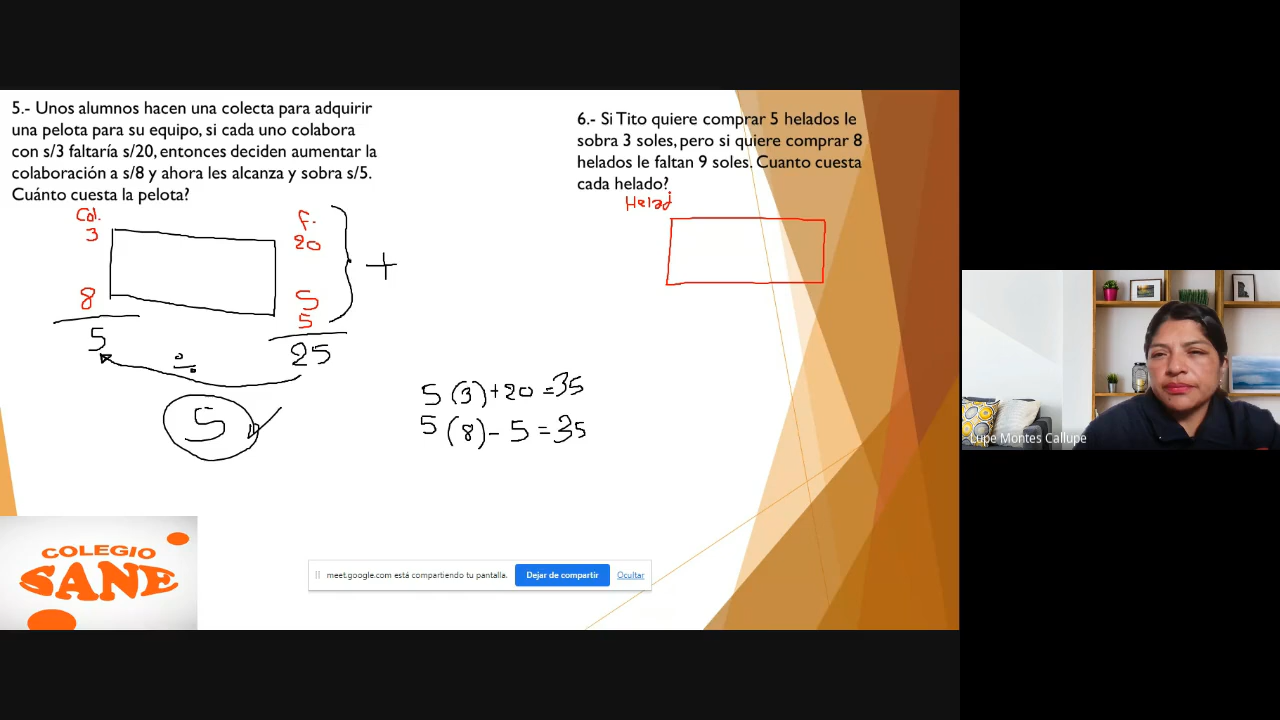 5.- Unos alumnos hacen una colecta para adquirir
una pelota para su equipo, si cada uno colabora
con s/3 faltaría s/20, entonces deciden aumentar la
colaboración a s/8 y ahora les alcanza y sobra s/5.
Cuánto cuesta la pelota?
Col.
3
8
5
F.
20
5
5
25
+
÷
5
5 (3) + 20 = 35
5 (8) - 5 = 35
6.- Si Tito quiere comprar 5 helados le
sobra 3 soles, pero si quiere comprar 8
helados le faltan 9 soles. Cuanto cuesta
cada helado?
Helad
COLEGIO
SANE
meet.google.com está compartiendo tu pantalla.
Dejar de compartir
Ocultar
Lupe Montes Callupe